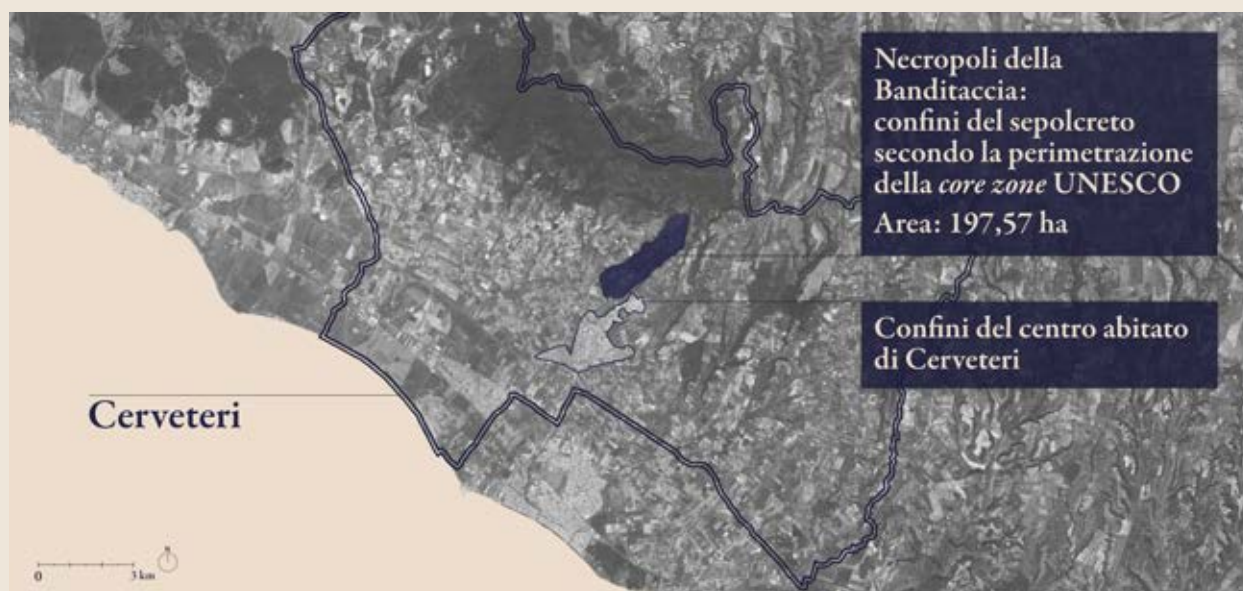 Necropoli della
Banditaccia:
confini del sepolcreto
secondo la perimetrazione
della core zone UNESCO
Area: 197,57 ha
Confini del centro abitato
di Cerveteri
Cerveteri
N
0 3 km